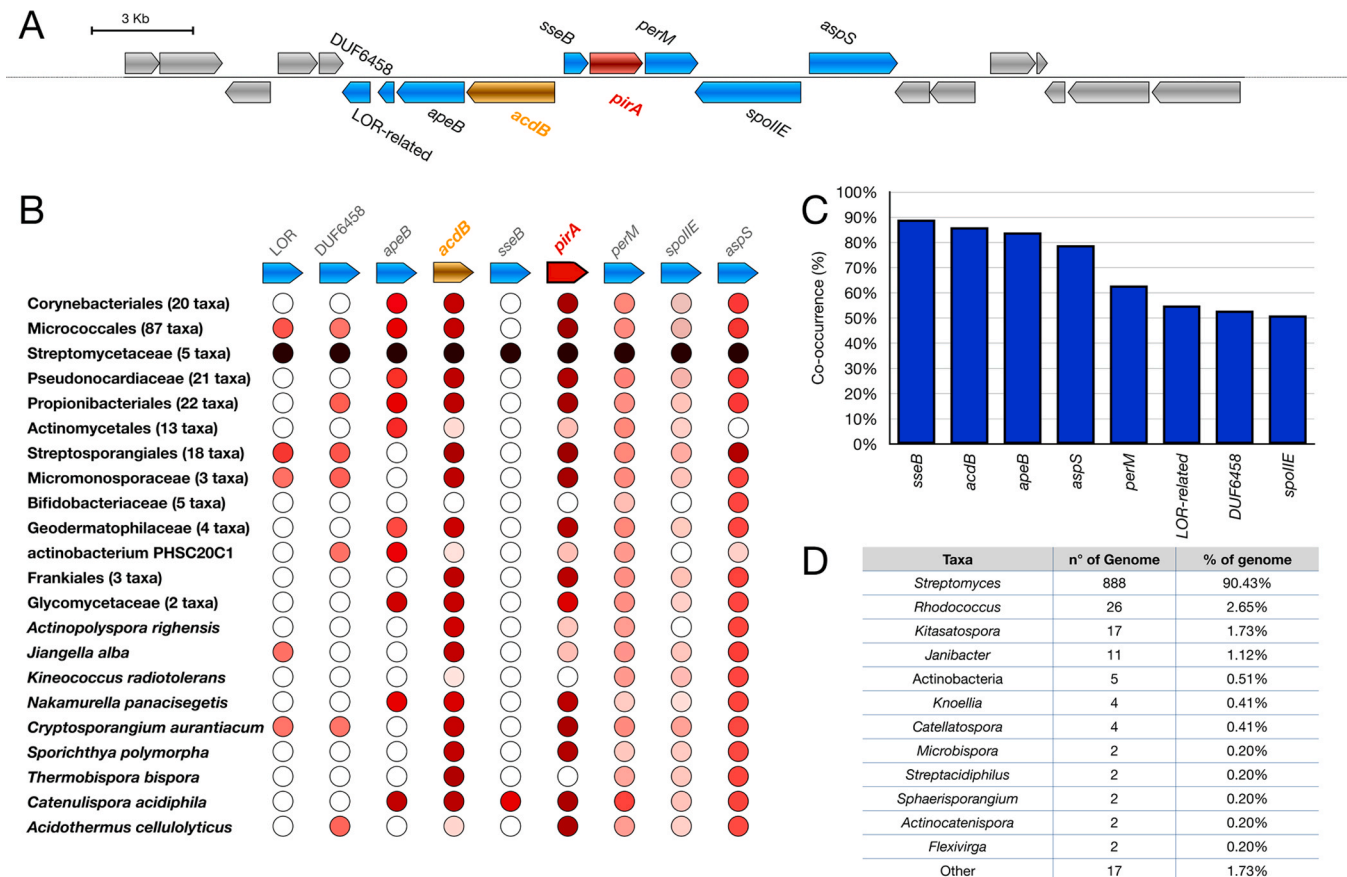 A
3 Kb
DUF6458
LOR-related
apeB
acdB
sseB
pirA
perM
spoIIE
aspS
B
LOR
DUF6458
apeB
acdB
sseB
pirA
perM
spoIIE
aspS
Corynebacteriales (20 taxa)
Micrococcales (87 taxa)
Streptomycetaceae (5 taxa)
Pseudonocardiaceae (21 taxa)
Propionibacteriales (22 taxa)
Actinomycetales (13 taxa)
Streptosporangiales (18 taxa)
Micromonosporaceae (3 taxa)
Bifidobacteriaceae (5 taxa)
Geodermatophilaceae (4 taxa)
actinobacterium PHSC20C1
Frankiales (3 taxa)
Glycomycetaceae (2 taxa)
Actinopolyspora righensis
Jiangella alba
Kineococcus radiotolerans
Nakamurella panacisegetis
Cryptosporangium aurantiacum
Sporichthya polymorpha
Thermobispora bispora
Catenulispora acidiphila
Acidothermus cellulolyticus
C
Co-occurrence (%)
100%
90%
80%
70%
60%
50%
40%
30%
20%
10%
0%
sseB
acdB
apeB
aspS
perM
LOR-related
DUF6458
spoIIE
D
Taxa n° of Genome % of genome
Streptomyces 888 90.43%
Rhodococcus 26 2.65%
Kitasatospora 17 1.73%
Janibacter 11 1.12%
Actinobacteria 5 0.51%
Knoellia 4 0.41%
Catellatospora 4 0.41%
Microbispora 2 0.20%
Streptacidiphilus 2 0.20%
Sphaerisporangium 2 0.20%
Actinocatenispora 2 0.20%
Flexivirga 2 0.20%
Other 17 1.73%